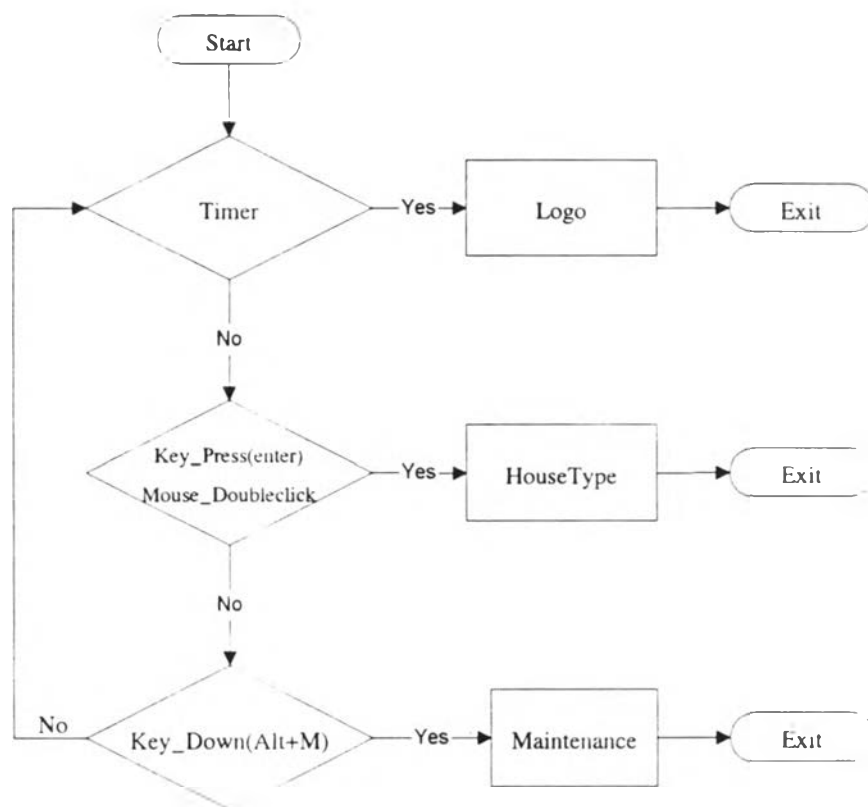 Start
Timer
Yes
Logo
Exit
No
Key_Press(enter)
Mouse_Doubleclick
Yes
HouseType
Exit
No
No
Key_Down(Alt+M)
Yes
Maintenance
Exit